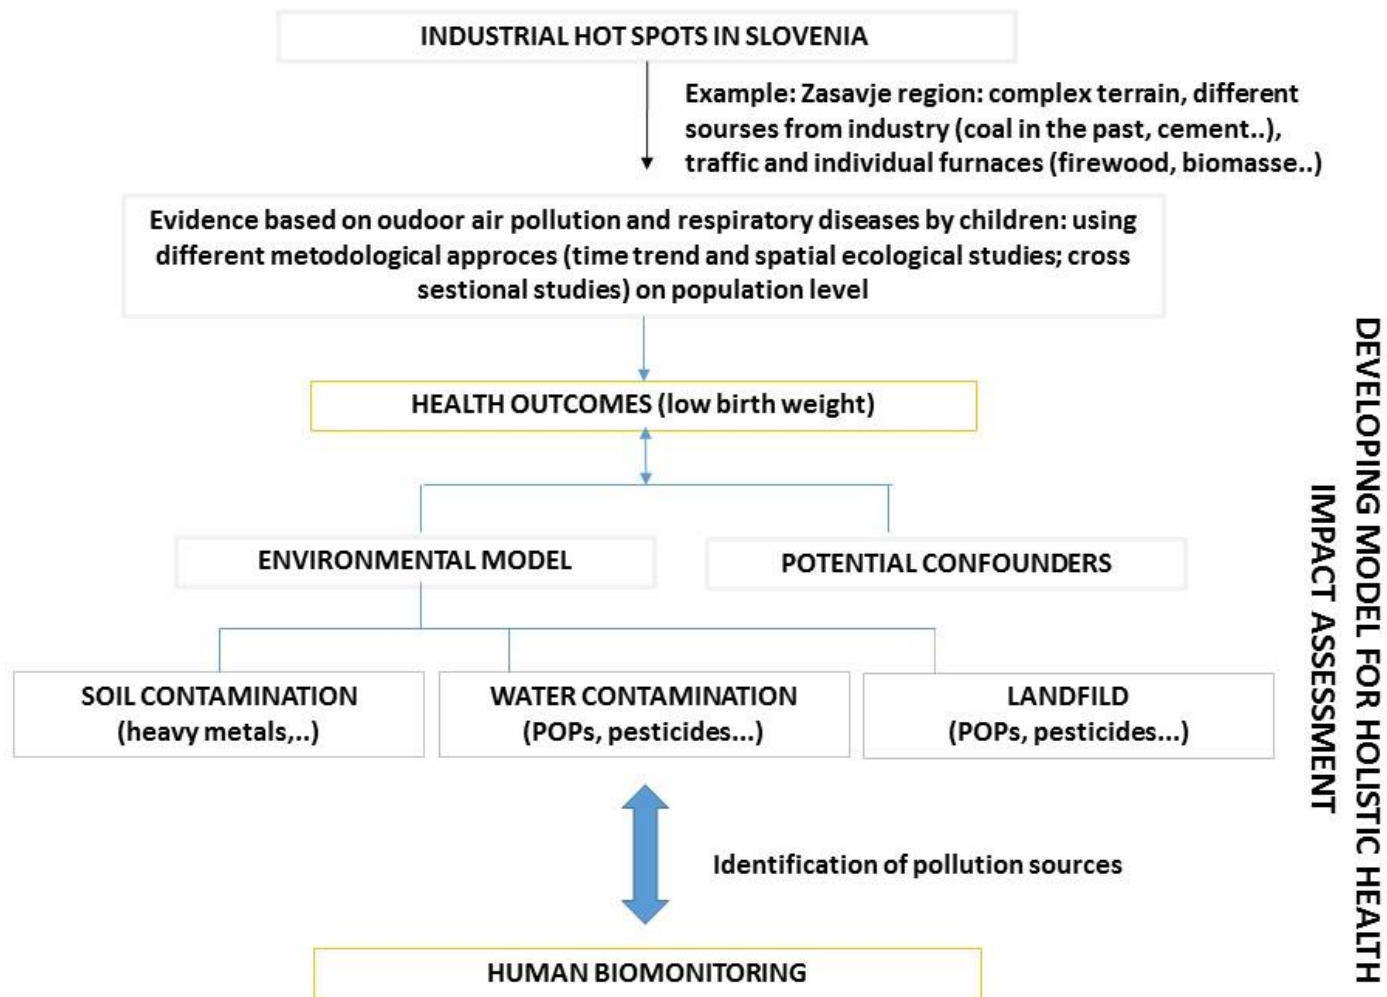 INDUSTRIAL HOT SPOTS IN SLOVENIA
Example: Zasavje region: complex terrain, different
sourses from industry (coal in the past, cement..),
traffic and individual furnaces (firewood, biomasse..)
Evidence based on oudoor air pollution and respiratory diseases by children: using
different metodological approces (time trend and spatial ecological studies; cross
sestional studies) on population level
HEALTH OUTCOMES (low birth weight)
ENVIRONMENTAL MODEL
POTENTIAL CONFOUNDERS
SOIL CONTAMINATION
(heavy metals,..)
WATER CONTAMINATION
(POPs, pesticides...)
LANDFILD
(POPs, pesticides...)
Identification of pollution sources
HUMAN BIOMONITORING
DEVELOPING MODEL FOR HOLISTIC HEALTH
IMPACT ASSESSMENT